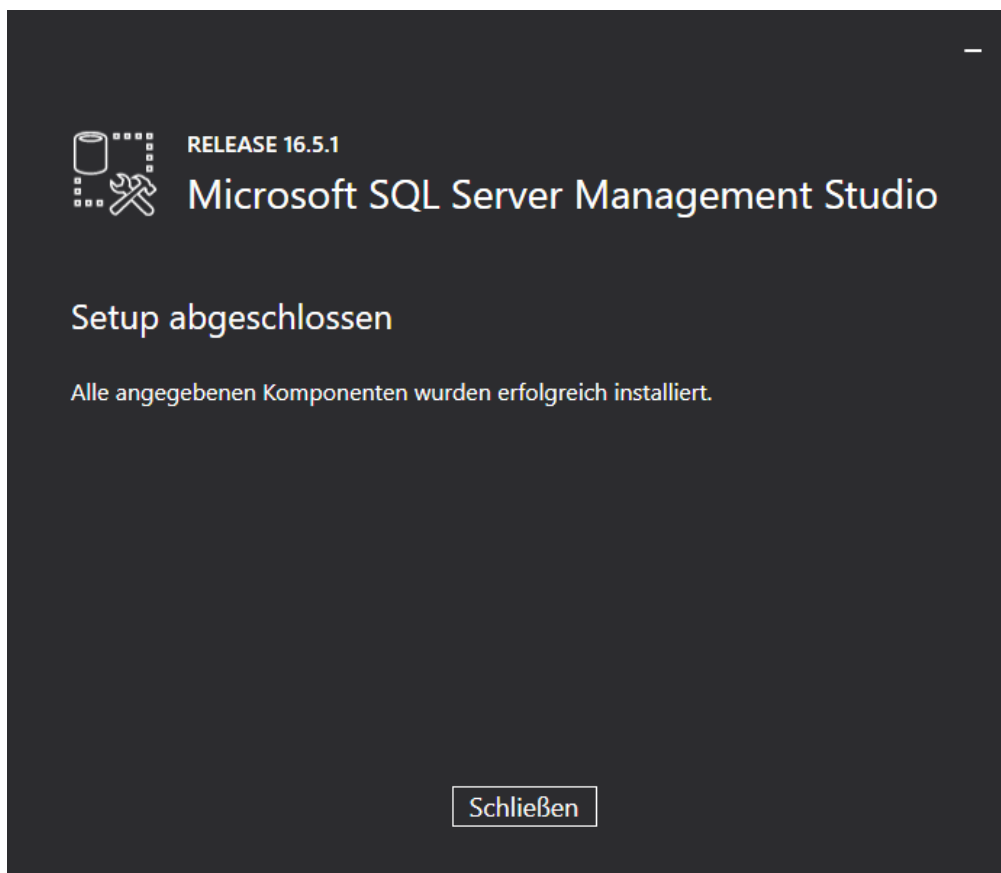 RELEASE 16.5.1
Microsoft SQL Server Management Studio
Setup abgeschlossen
Alle angegebenen Komponenten wurden erfolgreich installiert.
Schließen